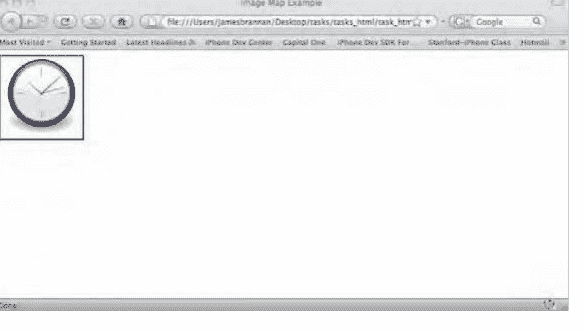 Image Map Example
file:///Users/jamesbrannan/Desktop/tasks/tasks_html/task_htm
Google
Most Visited Getting Started Latest Headlines iPhone Dev Center Capital One iPhone Dev SDK For... Stanford-iPhone Class Hotmail »
Done